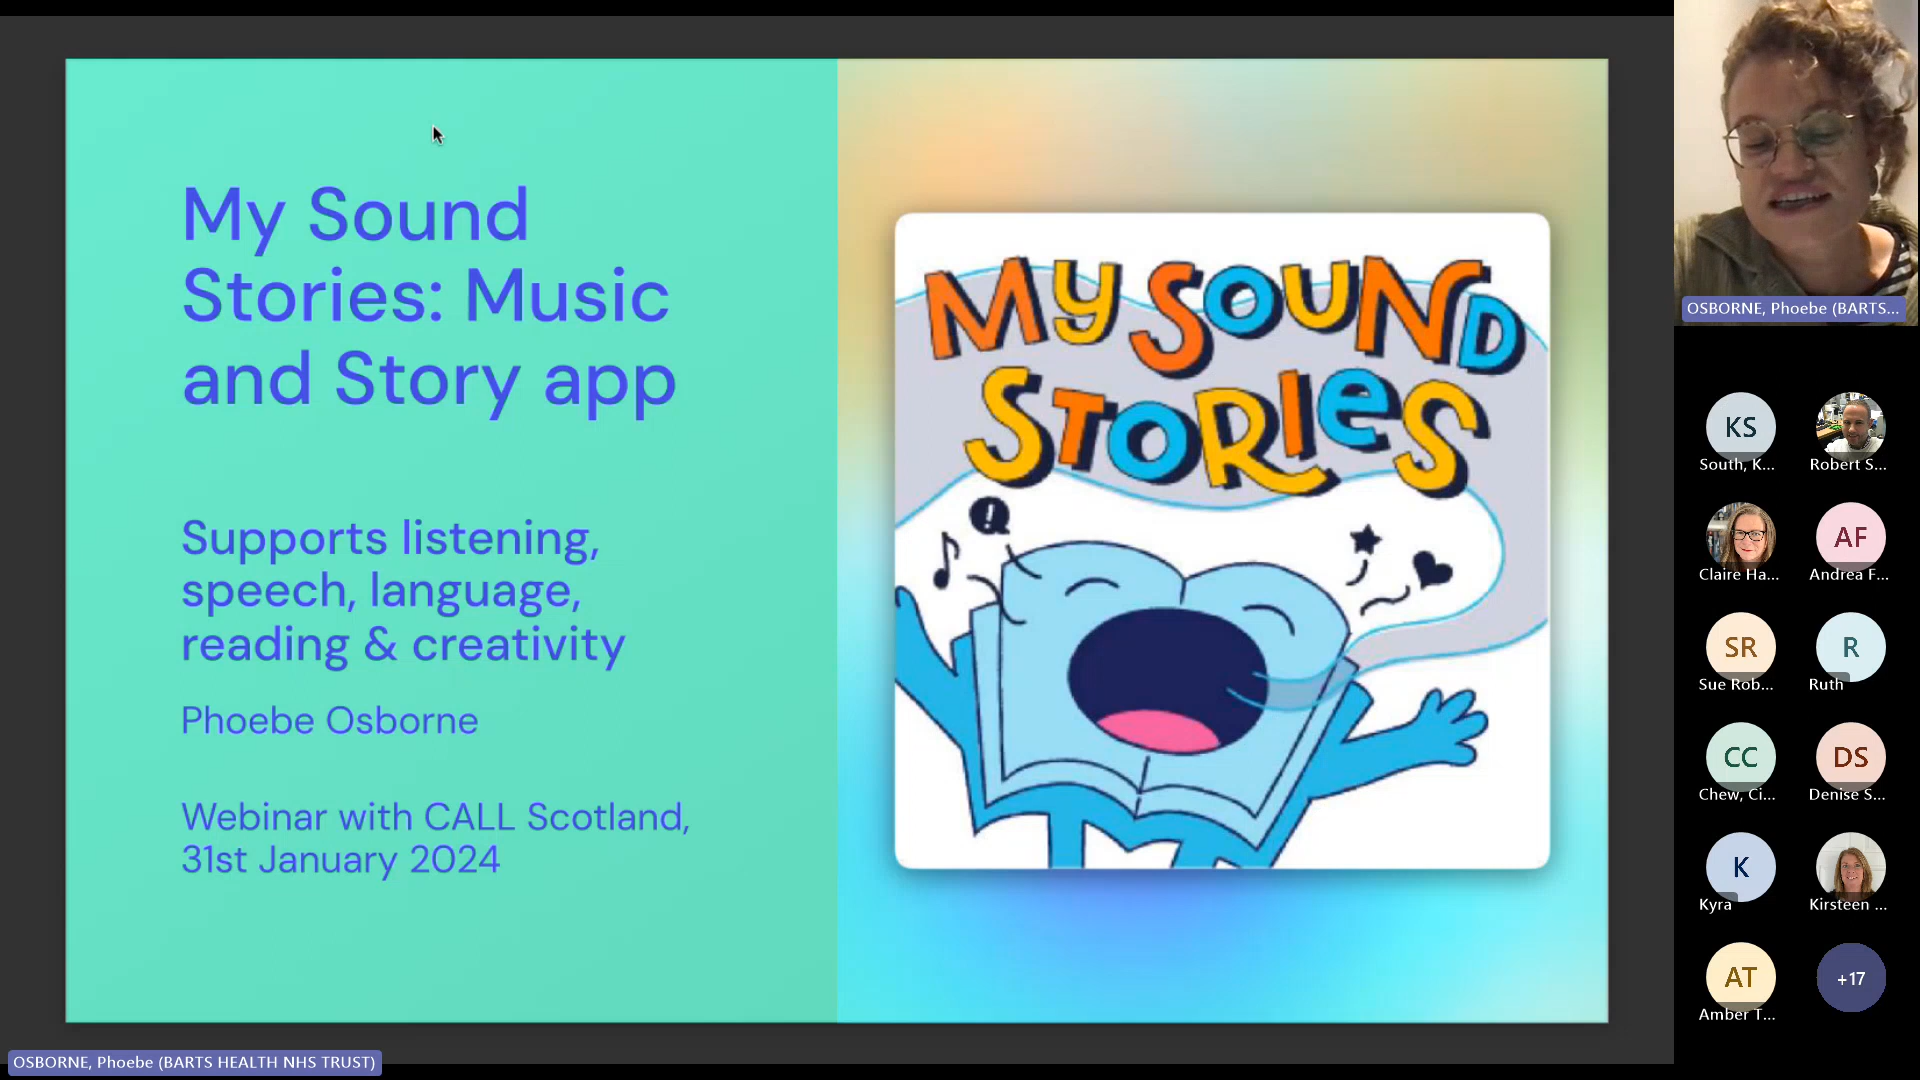 My Sound
Stories: Music
and Story app
Supports listening,
speech, language,
reading & creativity
Phoebe Osborne
Webinar with CALL Scotland,
31st January 2024
MY SOUND
STORIES
!
OSBORNE, Phoebe (BARTS...
KS
South, K...
Robert S...
Claire Ha...
AF
Andrea F...
SR
Sue Rob...
R
Ruth
CC
Chew, Ci...
DS
Denise S...
K
Kyra
Kirsteen ...
AT
Amber T...
+17
OSBORNE, Phoebe (BARTS HEALTH NHS TRUST)